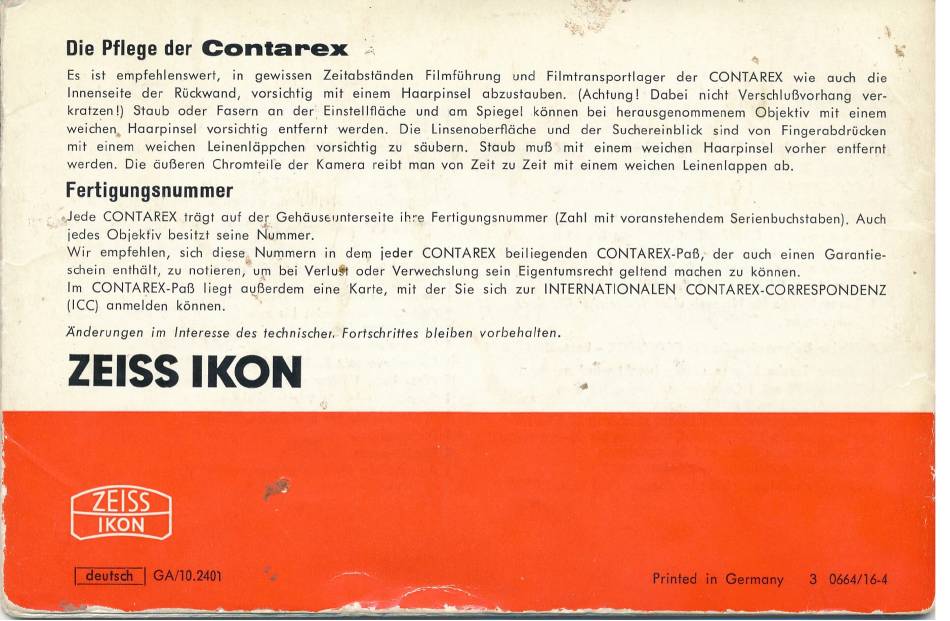 Die Pflege der Contarex
Es ist empfehlenswert, in gewissen Zeitabständen Filmführung und Filmtransportlager der CONTAREX wie auch die
Innenseite der Rückwand, vorsichtig mit einem Haarpinsel abzustauben. (Achtung! Dabei nicht Verschlußvorhang ver-
kratzen!) Staub oder Fasern an der Einstellfläche und am Spiegel können bei herausgenommenem Objektiv mit einem
weichen Haarpinsel vorsichtig entfernt werden. Die Linsenoberfläche und der Suchereinblick sind von Fingerabdrücken
mit einem weichen Leinenläppchen vorsichtig zu säubern. Staub muß mit einem weichen Haarpinsel vorher entfernt
werden. Die äußeren Chromteile der Kamera reibt man von Zeit zu Zeit mit einem weichen Leinenlappen ab.
Fertigungsnummer
Jede CONTAREX trägt auf der Gehäuseunterseite ihre Fertigungsnummer (Zahl mit voranstehendem Serienbuchstaben). Auch
jedes Objektiv besitzt seine Nummer.
Wir empfehlen, sich diese Nummern in dem jeder CONTAREX beiliegenden CONTAREX-Paß, der auch einen Garantie-
schein enthält, zu notieren, um bei Verlust oder Verwechslung sein Eigentumsrecht geltend machen zu können.
Im CONTAREX-Paß liegt außerdem eine Karte, mit der Sie sich zur INTERNATIONALEN CONTAREX-CORRESPONDENZ
(ICC) anmelden können.
Änderungen im Interesse des technischen Fortschrittes bleiben vorbehalten.
ZEISS IKON
ZEISS
IKON
deutsch GA/10.2401
Printed in Germany 3 0664/16-4